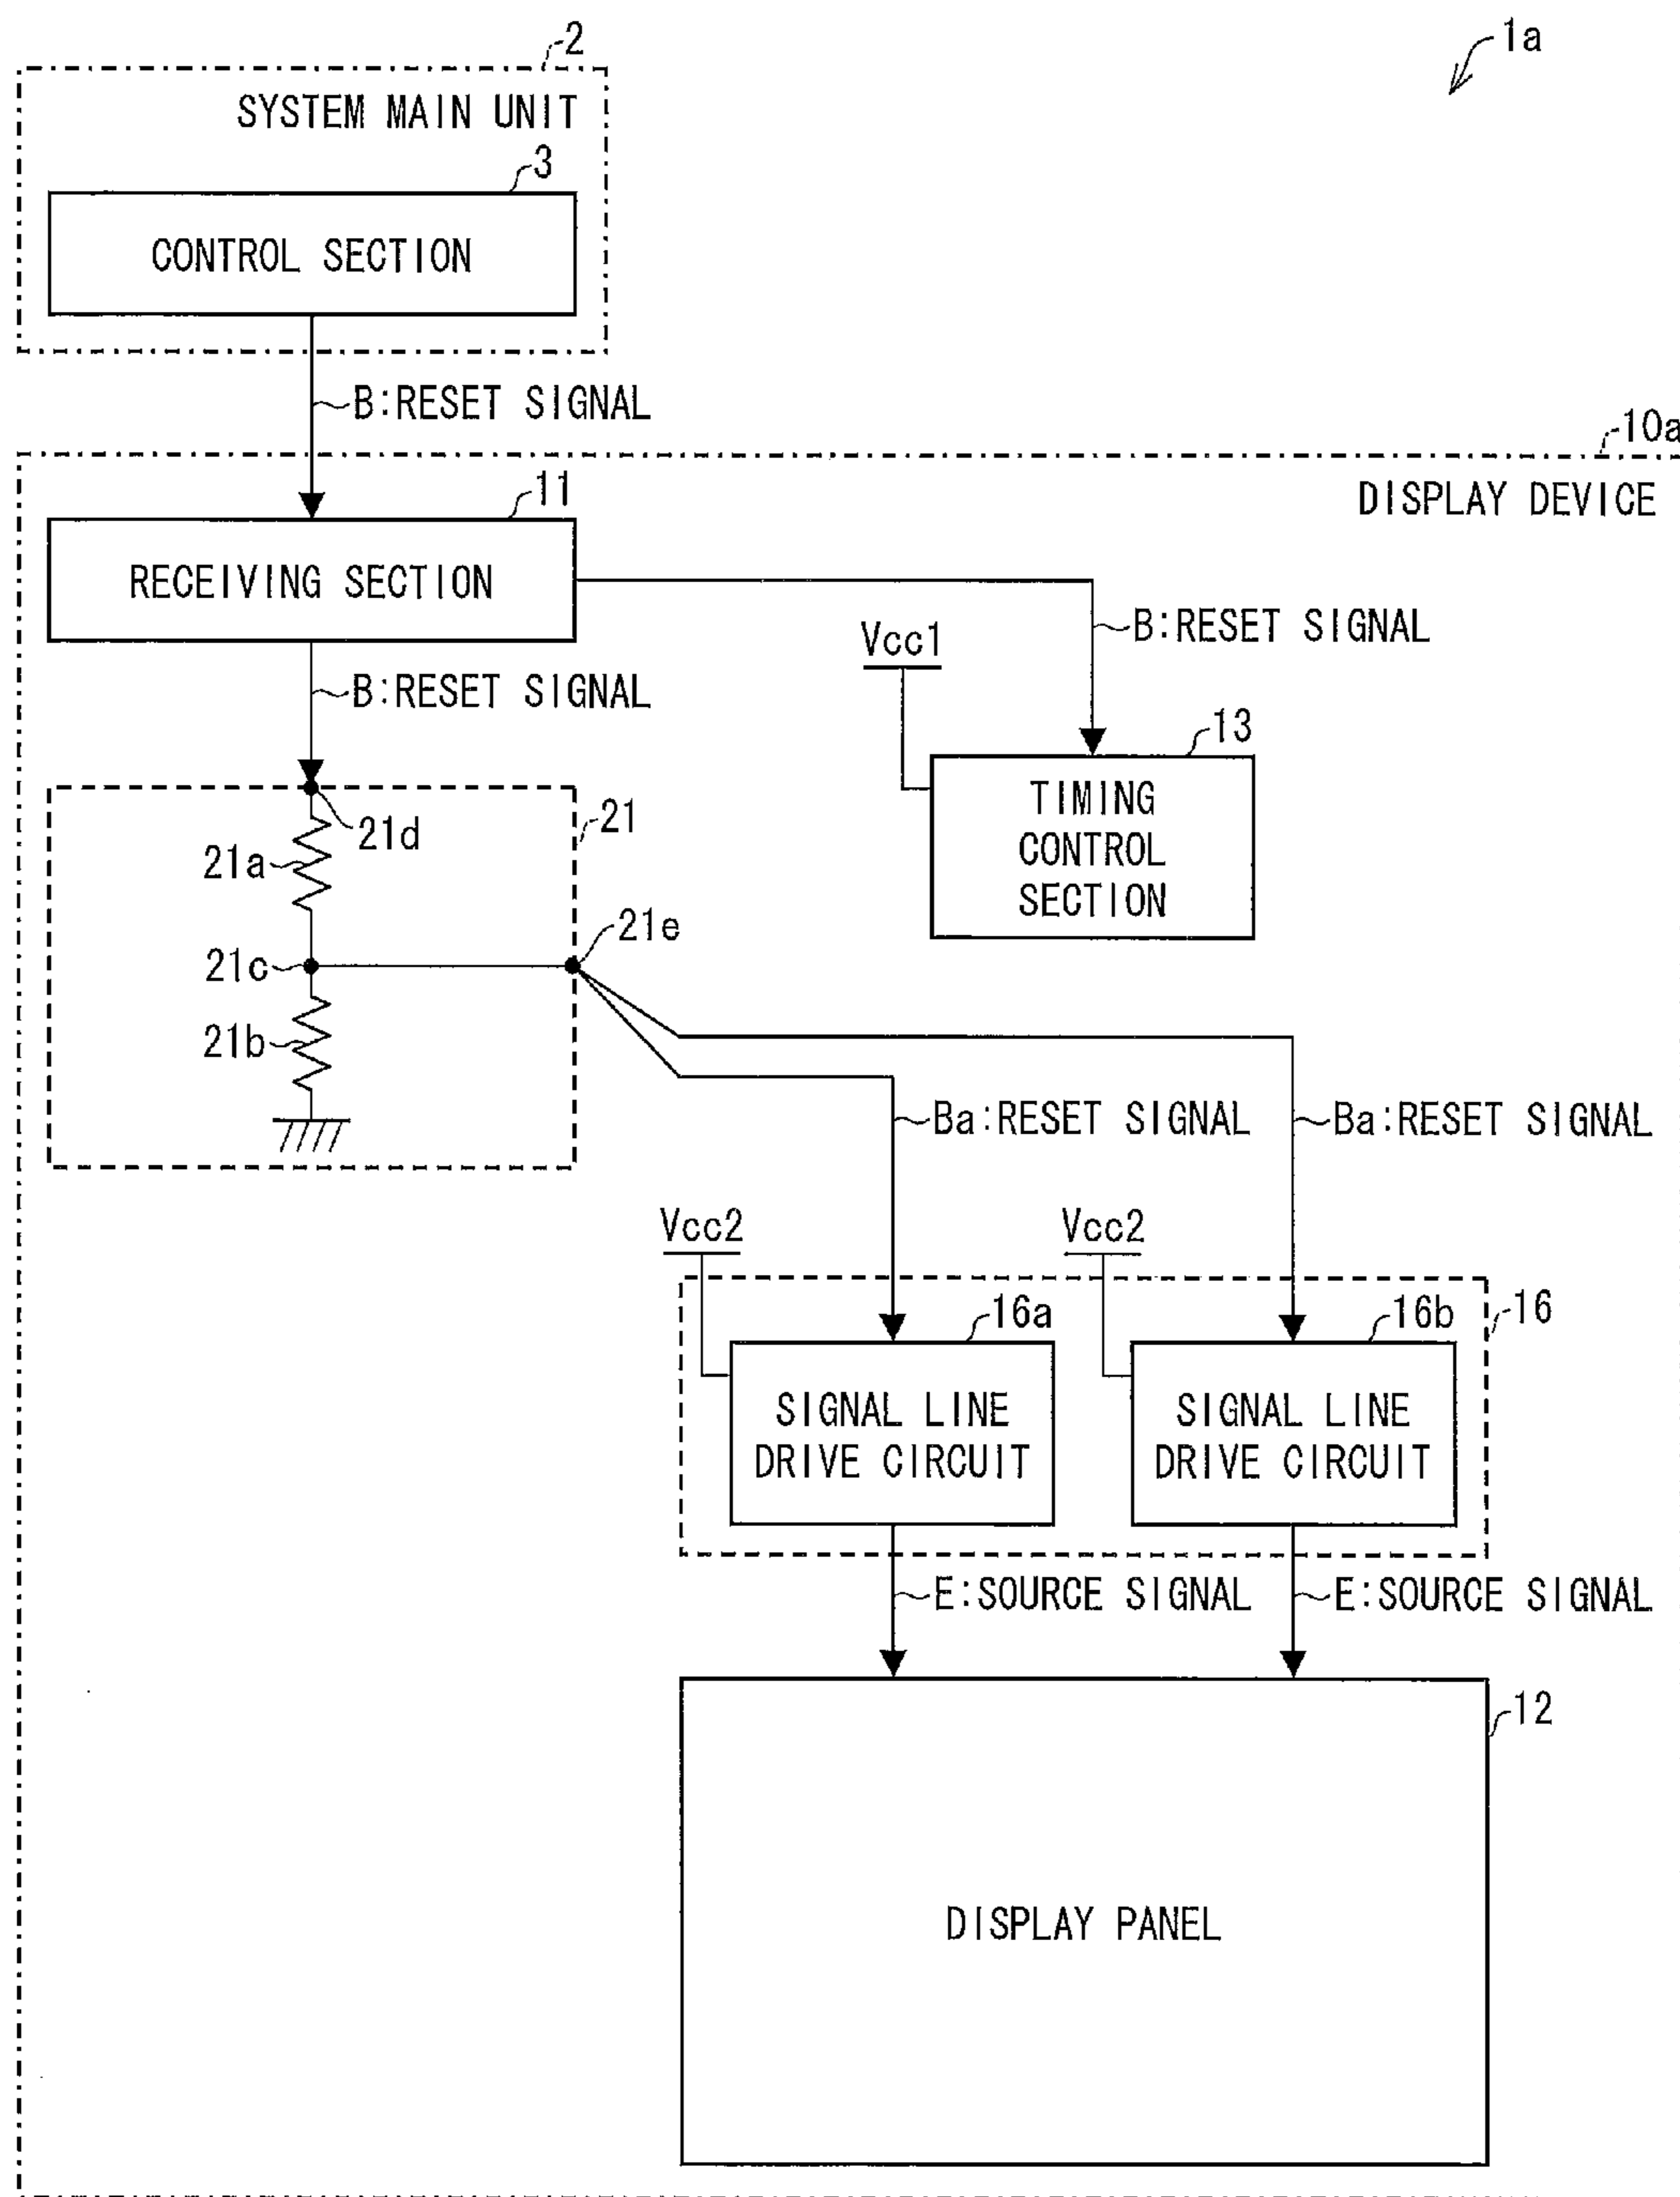 1a
2
SYSTEM MAIN UNIT
3
CONTROL SECTION
B:RESET SIGNAL
10a
DISPLAY DEVICE
11
RECEIVING SECTION
B:RESET SIGNAL
Vcc1
B:RESET SIGNAL
13
TIMING
CONTROL
SECTION
21d
21
21a
21e
21c
21b
Ba:RESET SIGNAL
Ba:RESET SIGNAL
Vcc2
Vcc2
16a
16b
16
SIGNAL LINE
DRIVE CIRCUIT
SIGNAL LINE
DRIVE CIRCUIT
E:SOURCE SIGNAL
E:SOURCE SIGNAL
12
DISPLAY PANEL